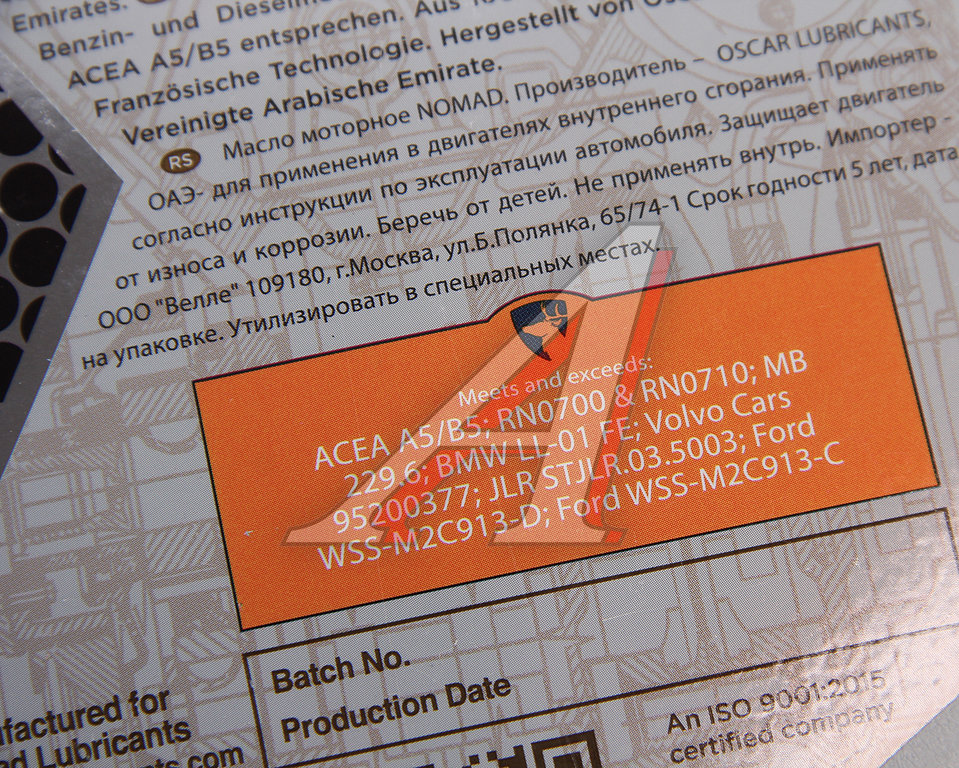 Emirates.
Benzin- und Dieselm
ACEA A5/B5 entsprechen. Aus
Französische Technologie. Hergestellt von Os
Vereinigte Arabische Emirate.
RS Масло моторное NOMAD. Производитель – OSCAR LUBRICANTS,
ОАЭ- для применения в двигателях внутреннего сгорания. Применять
согласно инструкции по эксплуатации автомобиля. Защищает двигатель
от износа и коррозии. Беречь от детей. Не применять внутрь. Импортер -
ООО "Велле" 109180, г.Москва, ул.Б.Полянка, 65/74-1 Срок годности 5 лет, дата
на упаковке. Утилизировать в специальных местах.
Meets and exceeds:
ACEA A5/B5; RN0700 & RN0710; MB
229.6; BMW LL-01 FE; Volvo Cars
95200377; JLR STJLR.03.5003; Ford
WSS-M2C913-D; Ford WSS-M2C913-C
Batch No.
Production Date
ufactured for
ed Lubricants
nts.com
An ISO 9001:2015
certified company